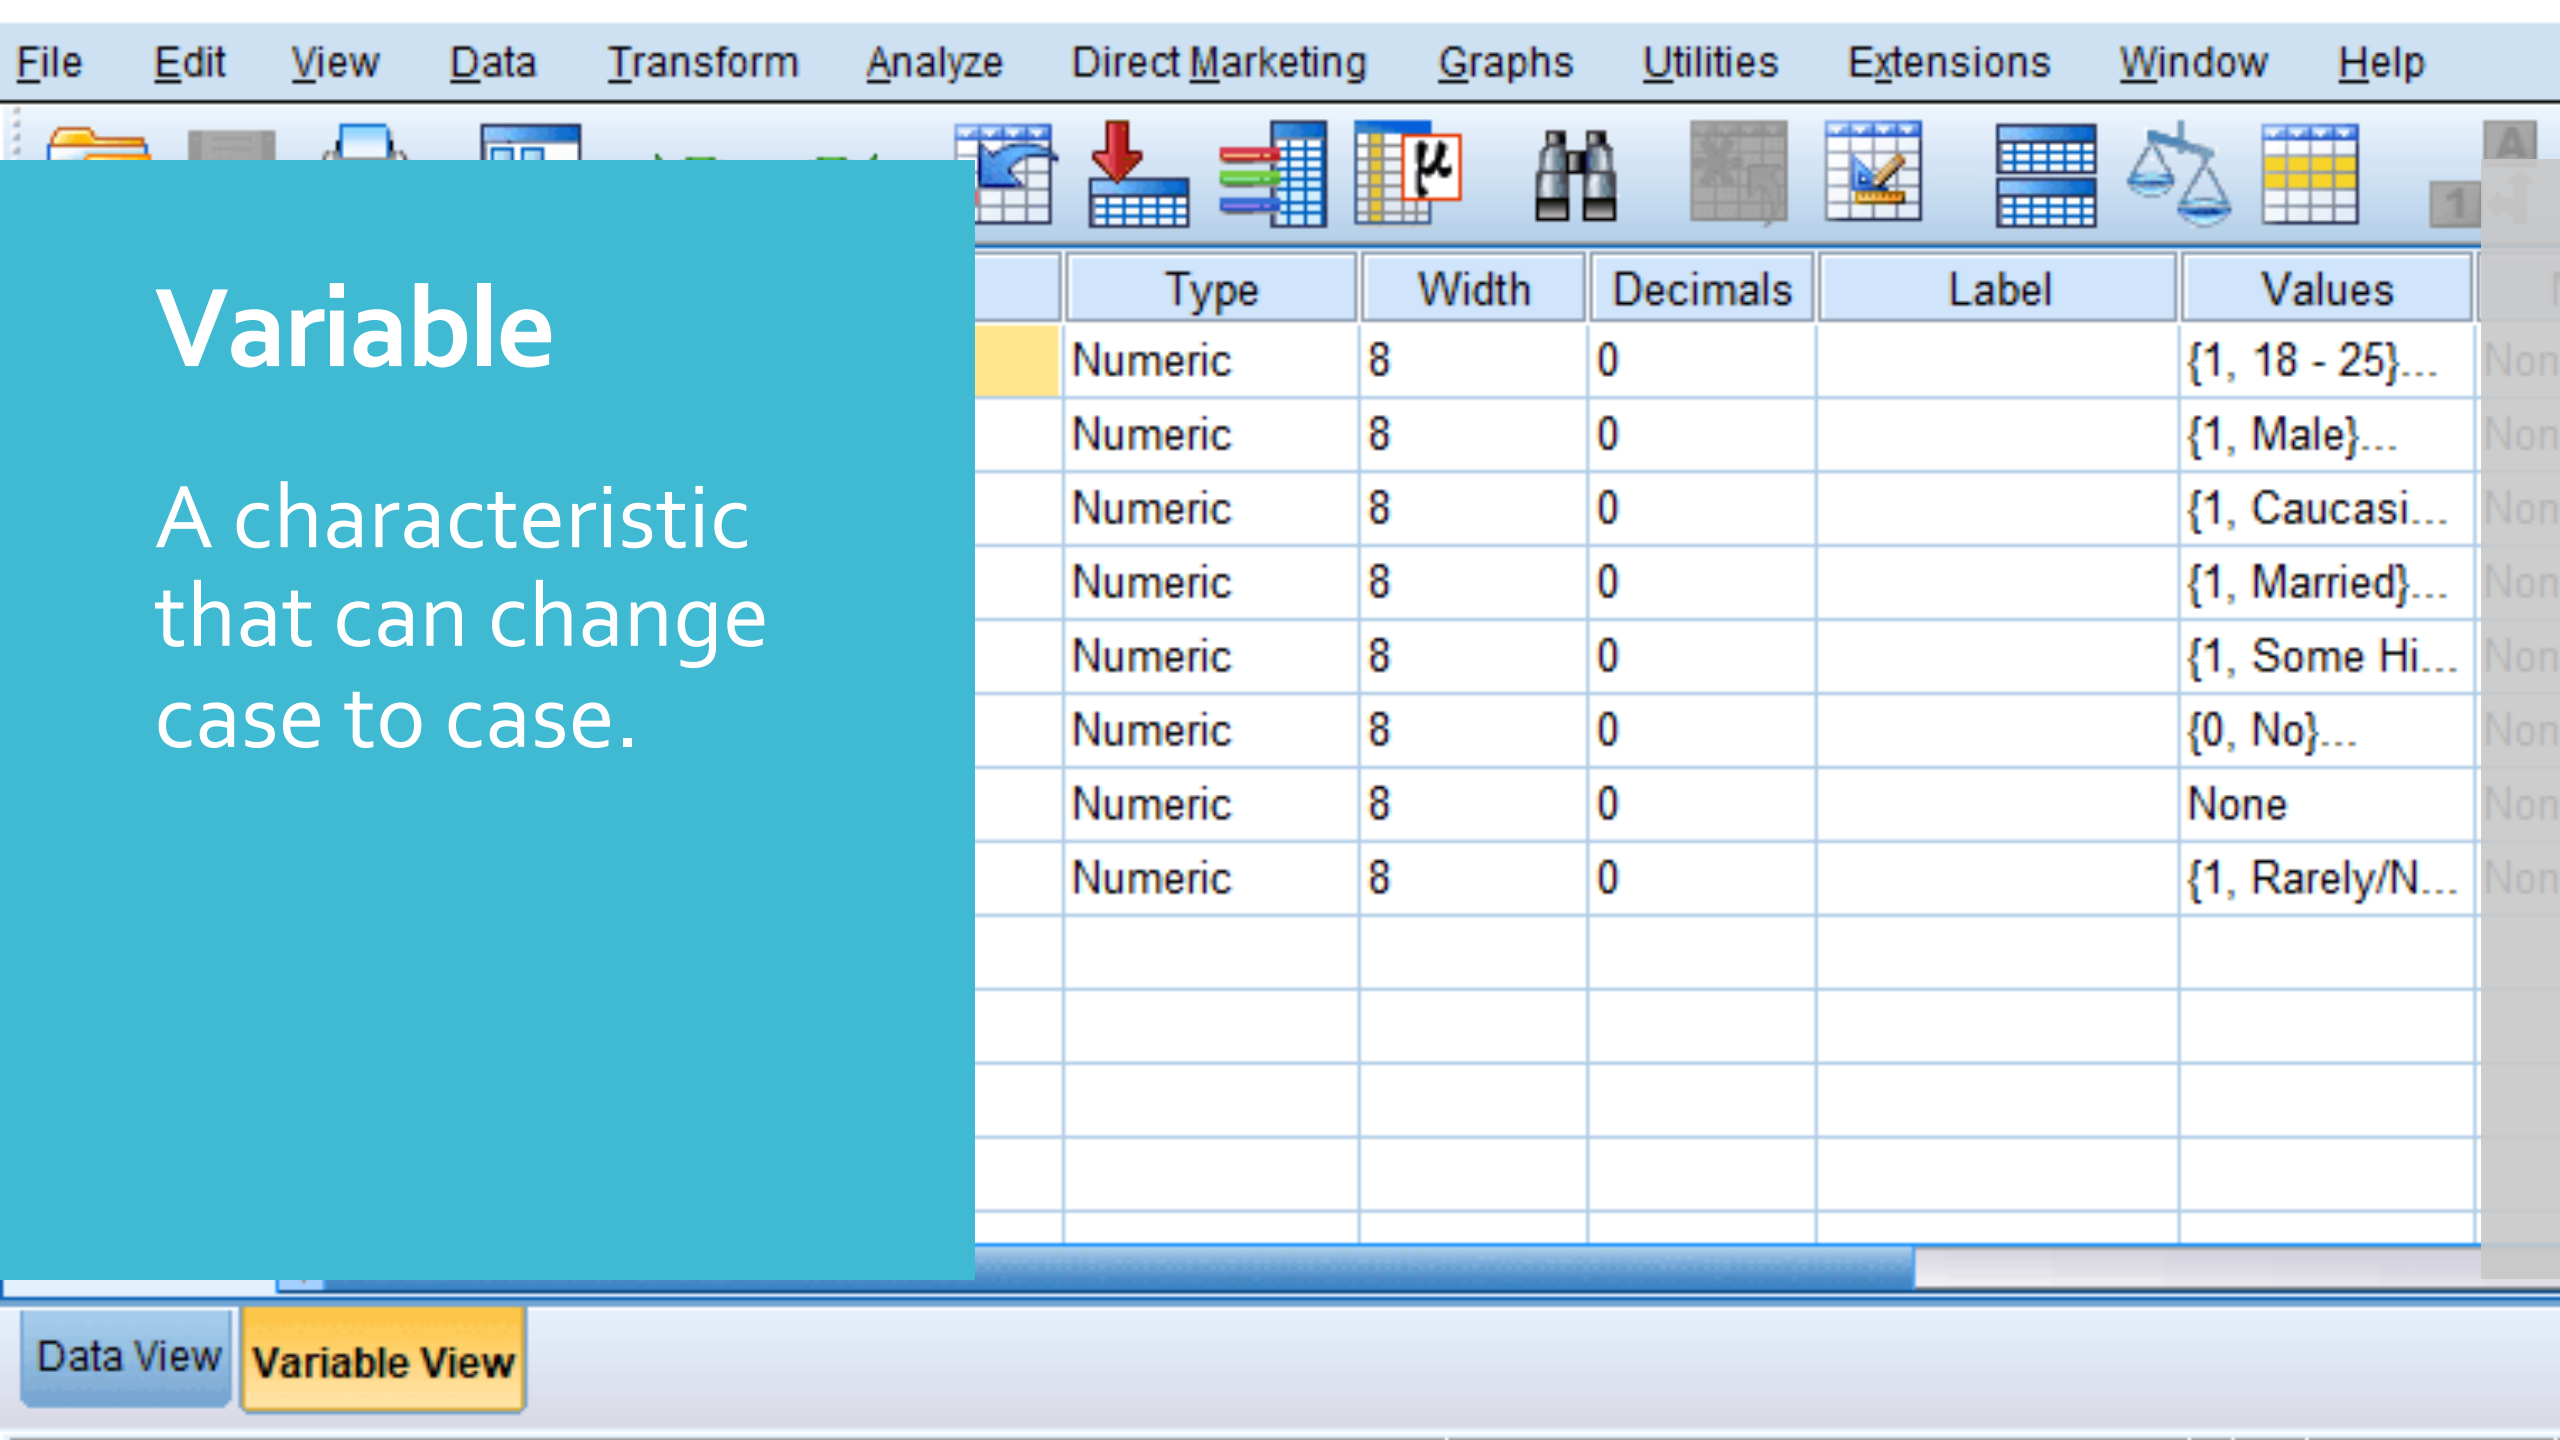 File Edit View Data Transform Analyze Direct Marketing Graphs Utilities Extensions Window Help
µ
A
1
Variable
A characteristic
that can change
case to case.
Type Width Decimals Label Values
Numeric 8 0 {1, 18 - 25}...
Numeric 8 0 {1, Male}...
Numeric 8 0 {1, Caucasi...
Numeric 8 0 {1, Married}...
Numeric 8 0 {1, Some Hi...
Numeric 8 0 {0, No}...
Numeric 8 0 None
Numeric 8 0 {1, Rarely/N...
Data View Variable View